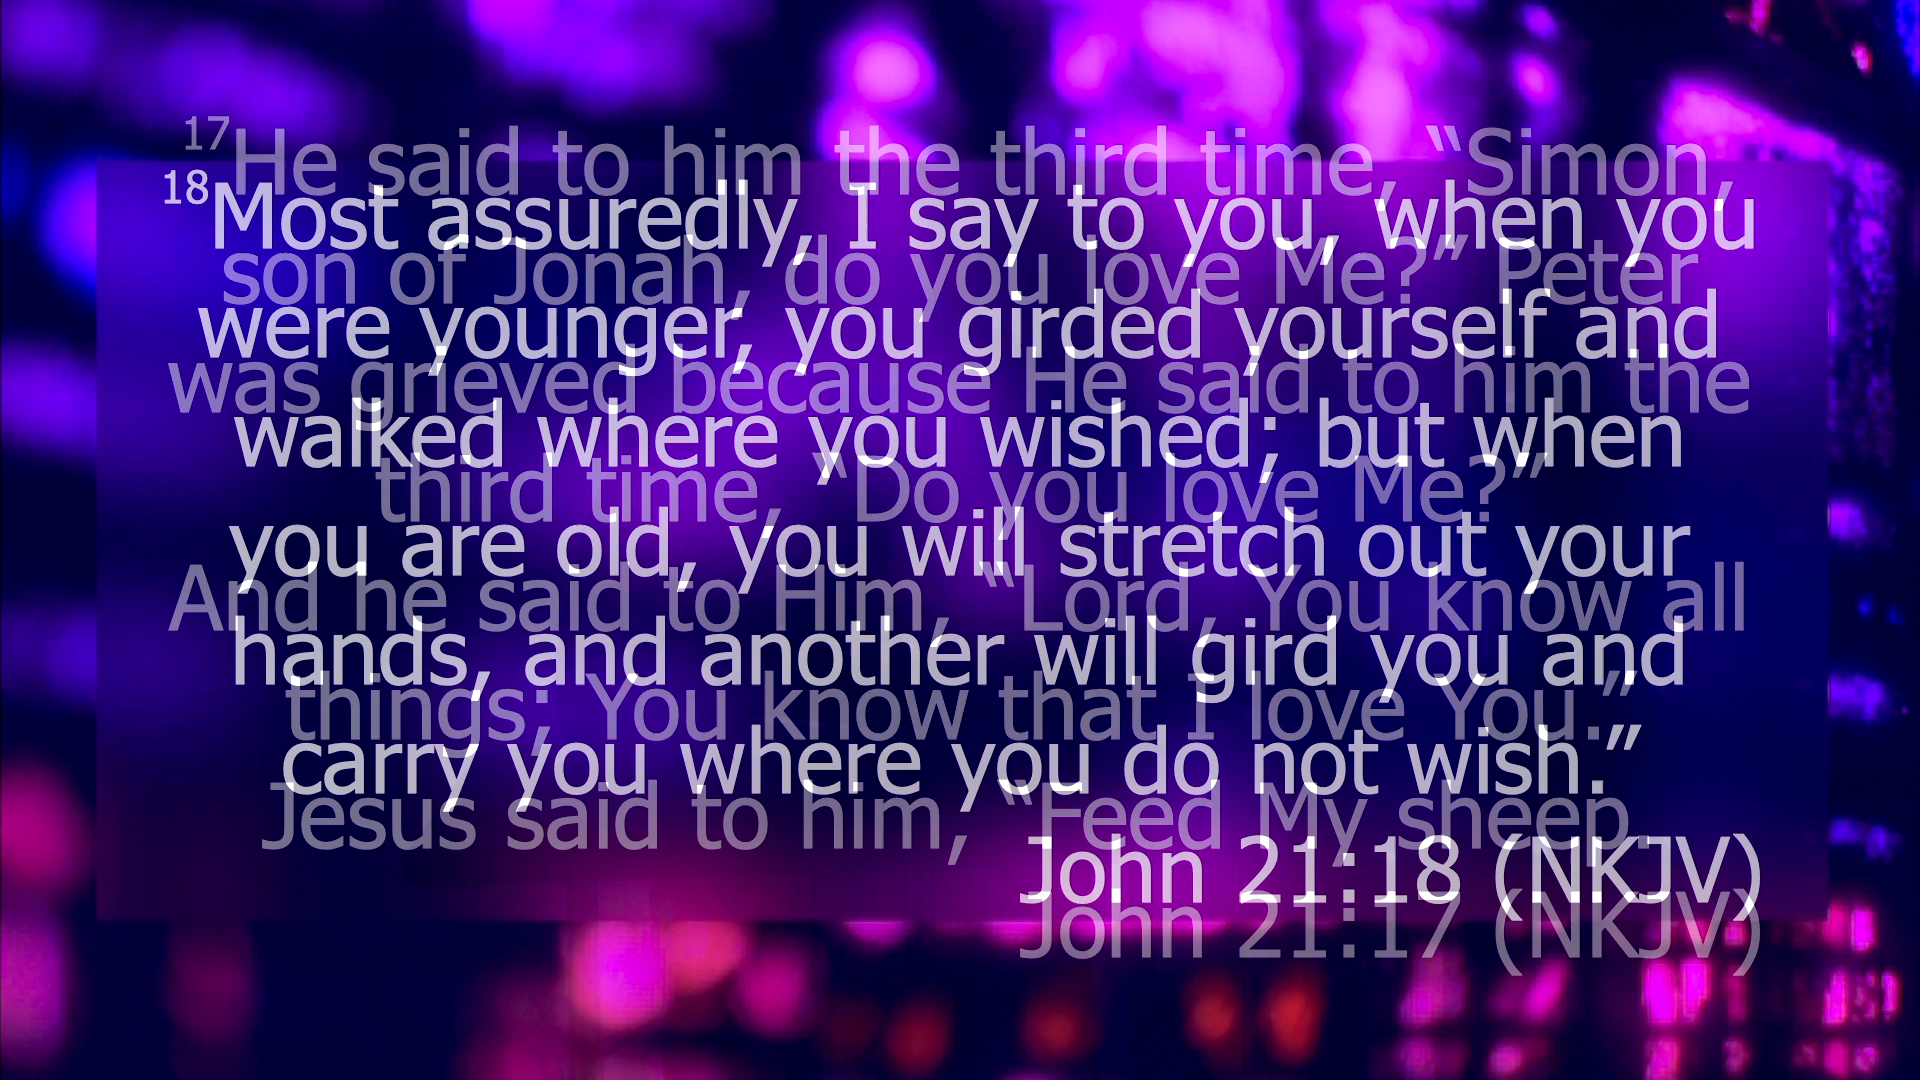 17He said to him the third time, “Simon,
son of Jonah, do you love Me?” Peter
was grieved because He said to him the
third time, “Do you love Me?”
And he said to Him, “Lord, You know all
things; You know that I love You.”
Jesus said to him, “Feed My sheep.
John 21:17 (NKJV)
18Most assuredly, I say to you, when you
were younger, you girded yourself and
walked where you wished; but when
you are old, you will stretch out your
hands, and another will gird you and
carry you where you do not wish.”
John 21:18 (NKJV)